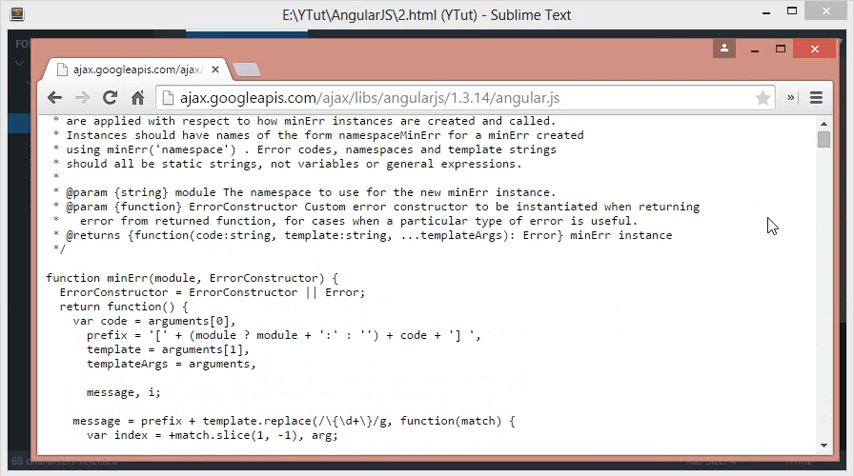 E:\YTut\AngularJS\2.html (YTut) - Sublime Text
FO
ajax.googleapis.com/ajax/
ajax.googleapis.com/ajax/libs/angularjs/1.3.14/angular.js
* are applied with respect to how minErr instances are created and called.
* Instances should have names of the form namespaceMinErr for a minErr created
* using minErr('namespace') . Error codes, namespaces and template strings
* should all be static strings, not variables or general expressions.
*
* @param {string} module The namespace to use for the new minErr instance.
* @param {function} ErrorConstructor Custom error constructor to be instantiated when returning
*   error from returned function, for cases when a particular type of error is useful.
* @returns {function(code:string, template:string, ...templateArgs): Error} minErr instance
*/
function minErr(module, ErrorConstructor) {
ErrorConstructor = ErrorConstructor || Error;
return function() {
var code = arguments[0],
prefix = '[' + (module ? module + ':' : '') + code + '] ',
template = arguments[1],
templateArgs = arguments,
message, i;
message = prefix + template.replace(/\{\d+\}/g, function(match) {
var index = +match.slice(1, -1), arg;
68 characters selected